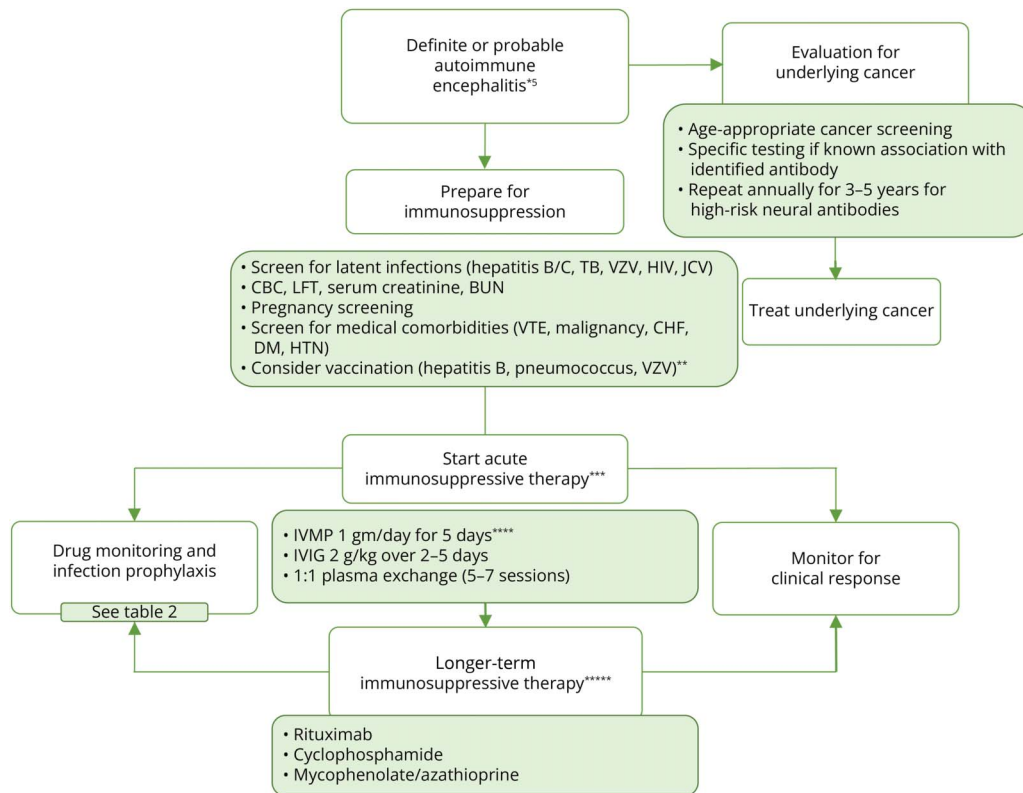 Definite or probable
autoimmune
encephalitis*5
Evaluation for
underlying cancer
• Age-appropriate cancer screening
• Specific testing if known association with
identified antibody
• Repeat annually for 3–5 years for
high-risk neural antibodies
Prepare for
immunosuppression
• Screen for latent infections (hepatitis B/C, TB, VZV, HIV, JCV)
• CBC, LFT, serum creatinine, BUN
• Pregnancy screening
• Screen for medical comorbidities (VTE, malignancy, CHF,
DM, HTN)
• Consider vaccination (hepatitis B, pneumococcus, VZV)**
Treat underlying cancer
Start acute
immunosuppressive therapy***
Drug monitoring and
infection prophylaxis
See table 2
• IVMP 1 gm/day for 5 days****
• IVIG 2 g/kg over 2–5 days
• 1:1 plasma exchange (5–7 sessions)
Monitor for
clinical response
Longer-term
immunosuppressive therapy*****
• Rituximab
• Cyclophosphamide
• Mycophenolate/azathioprine